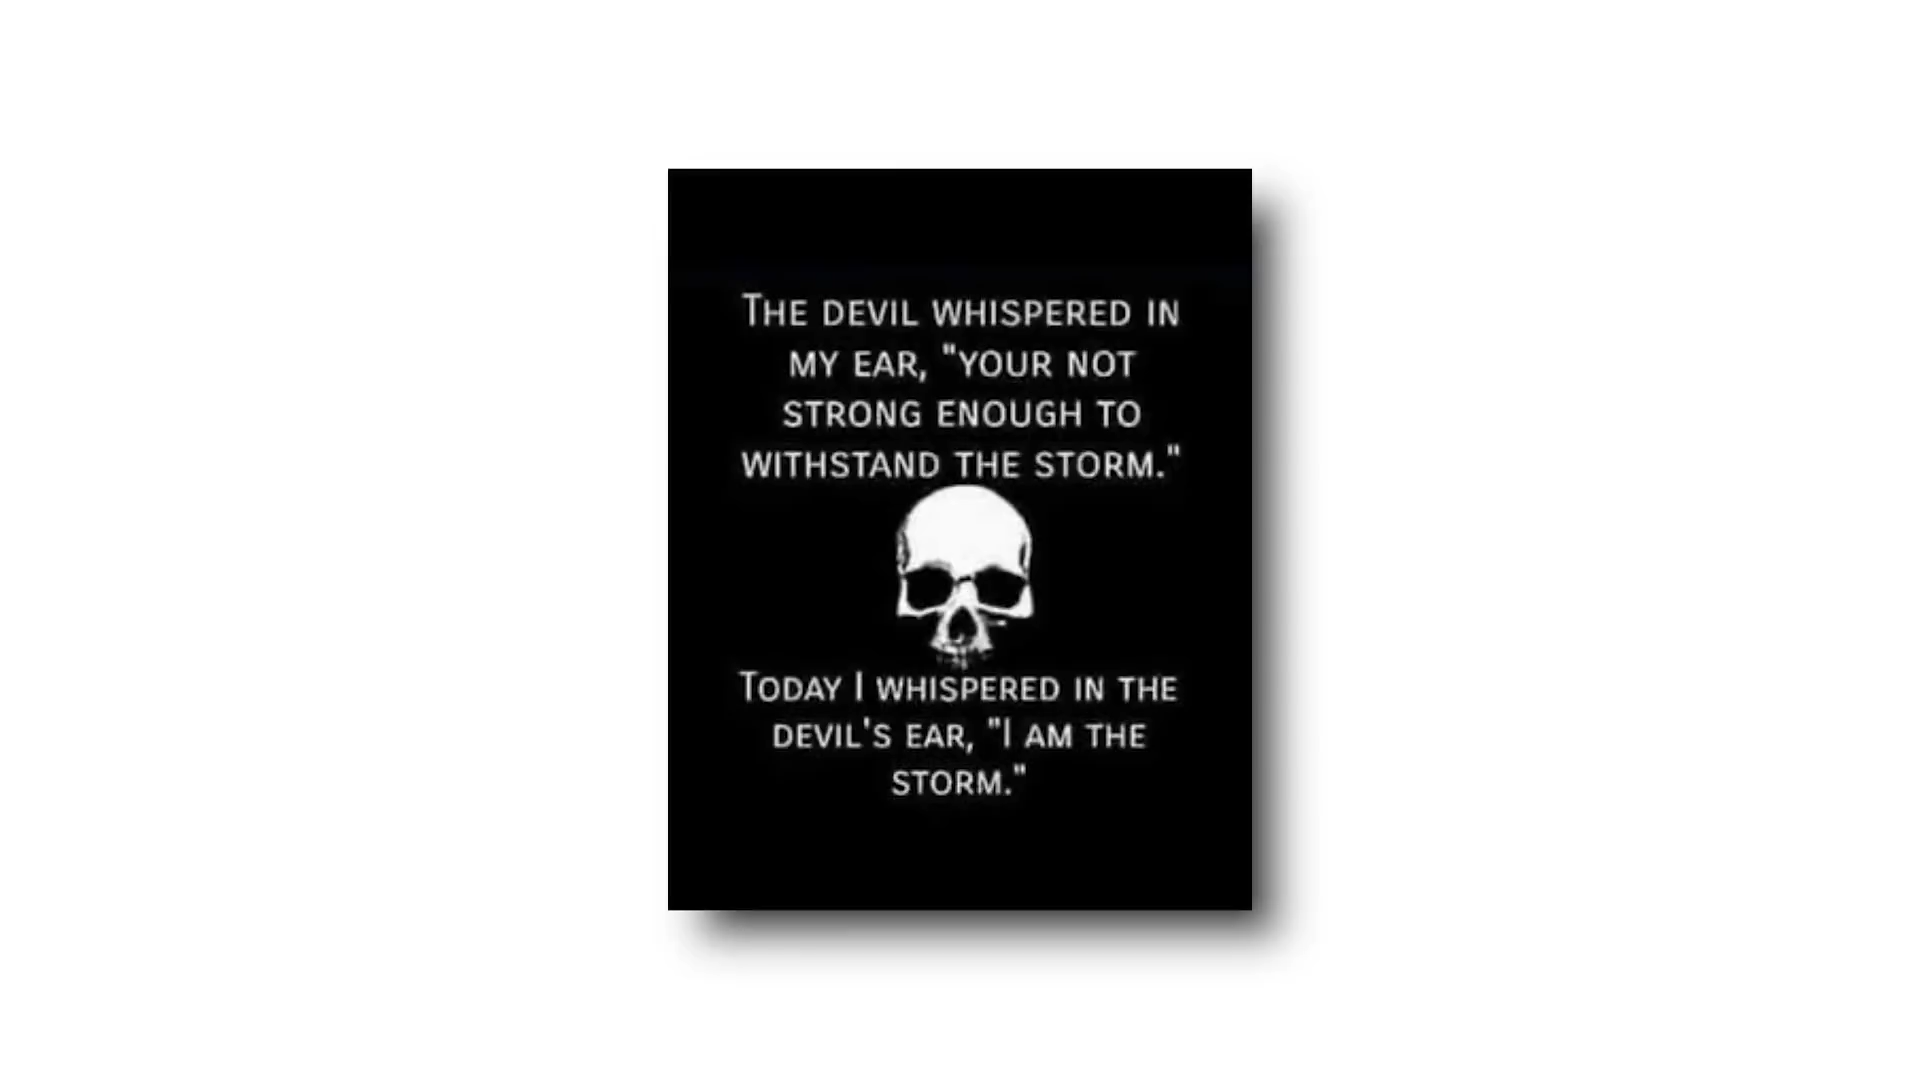 The devil whispered in
my ear, "your not
strong enough to
withstand the storm."
Today I whispered in the
devil's ear, "I am the
storm."